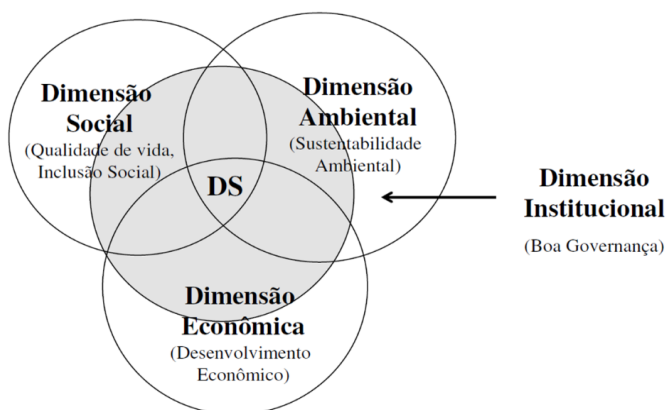 Dimensão
Social
(Qualidade de vida,
Inclusão Social)
Dimensão
Ambiental
(Sustentabilidade
Ambiental)
DS
Dimensão
Institucional
(Boa Governança)
Dimensão
Econômica
(Desenvolvimento
Econômico)